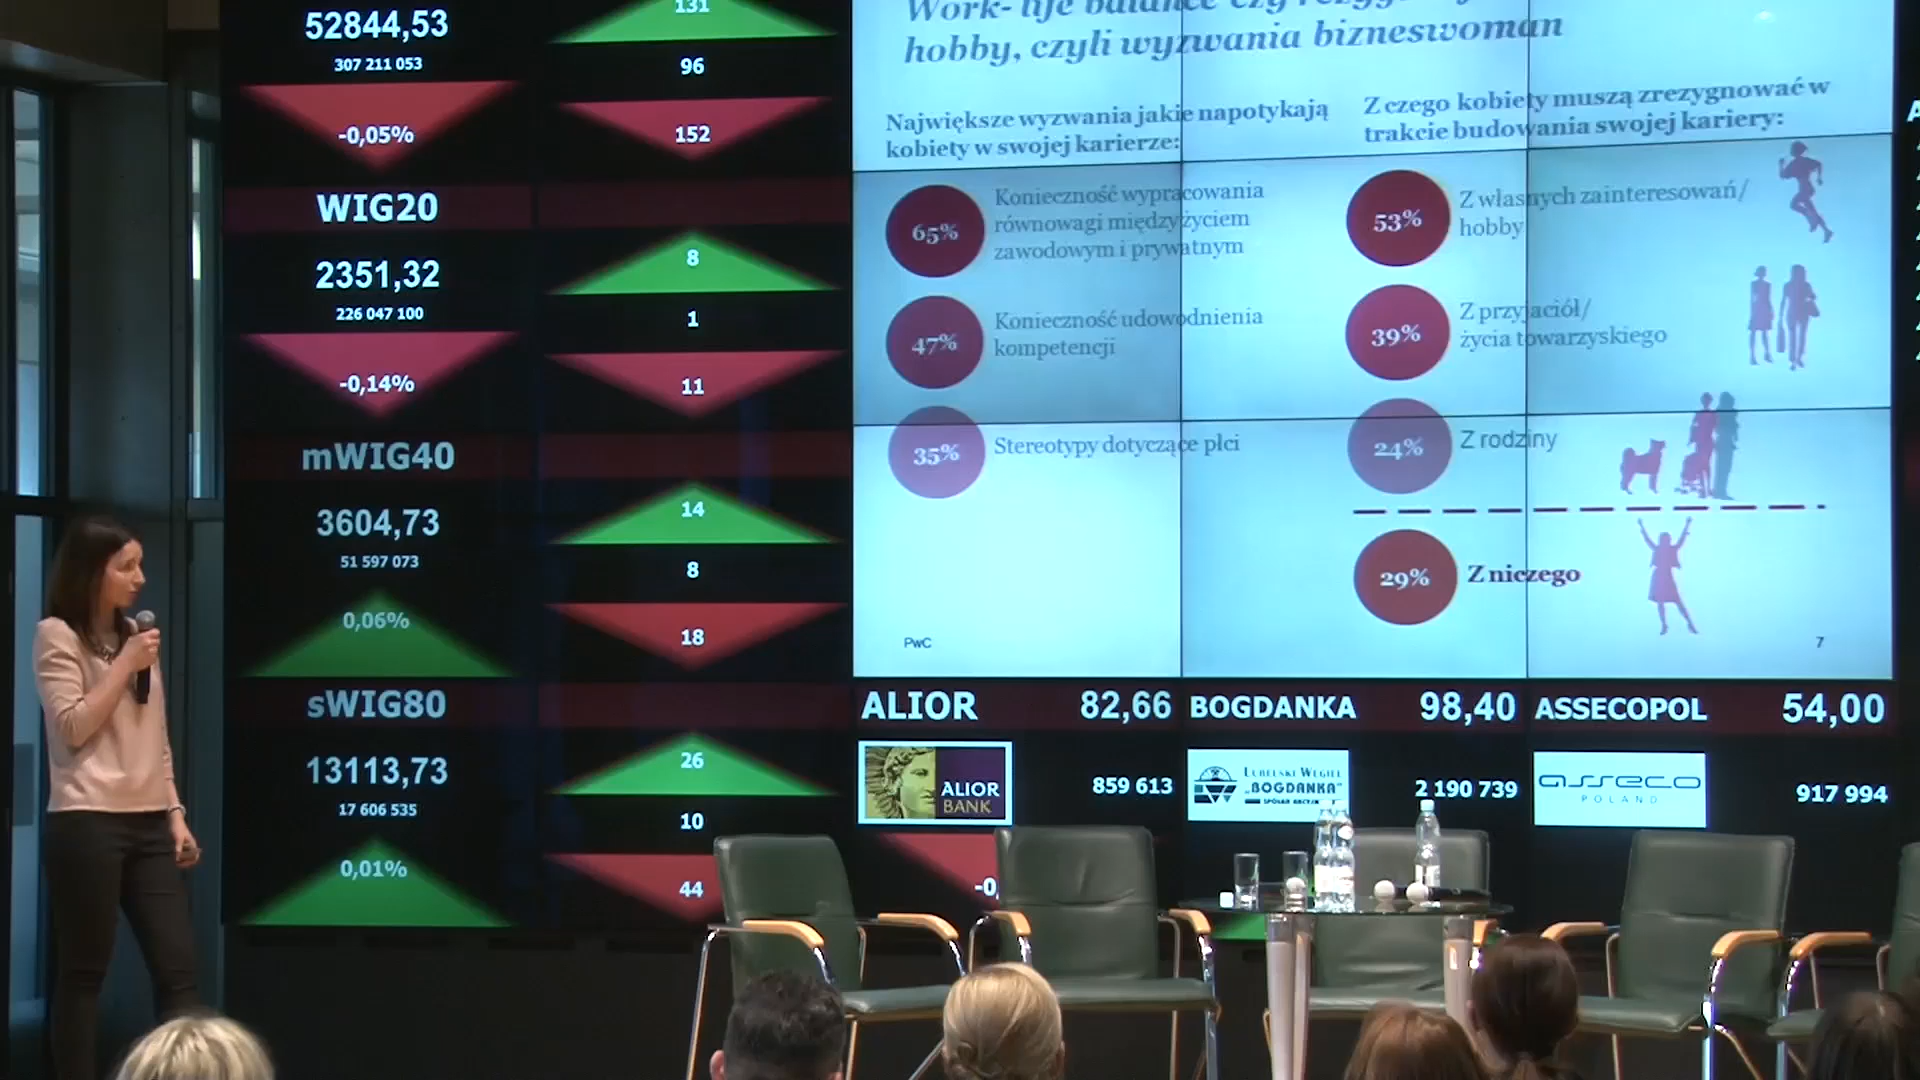 52844,53
307 211 053
-0,05%
131
96
152
WIG20
2351,32
226 047 100
-0,14%
8
1
11
mWIG40
3604,73
51 597 073
0,06%
14
8
18
sWIG80
13113,73
17 606 535
0,01%
26
10
44
Work- life balance czy
hobby, czyli wyzwania bizneswoman
Największe wyzwania jakie napotykają
kobiety w swojej karierze:
65%
Konieczność wypracowania
równowagi między życiem
zawodowym i prywatnym
47%
Konieczność udowodnienia
kompetencji
35%
Stereotypy dotyczące płci
Z czego kobiety muszą zrezygnować w
trakcie budowania swojej kariery:
53%
Z własnych zainteresowań/
hobby
39%
Z przyjaciół/
życia towarzyskiego
24%
Z rodziny
29%
Z niczego
PwC
7
ALIOR 82,66
ALIOR
BANK
859 613
-0,
BOGDANKA 98,40
LUBELSKI WĘGIEL
„BOGDANKA"
2 190 739
ASSECOPOL 54,00
asseco
POLAND
917 994